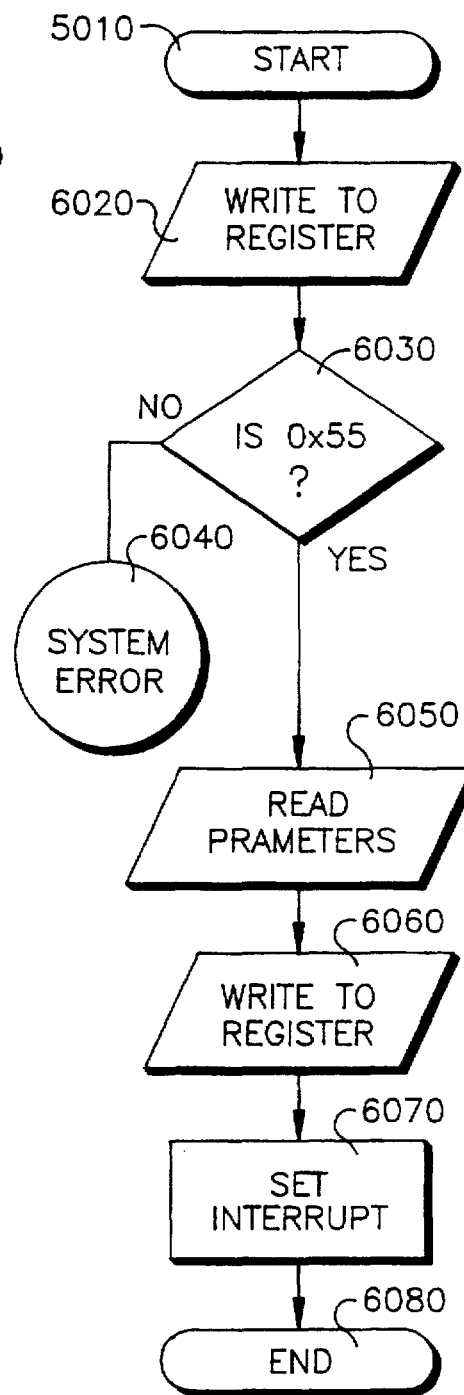 5010
START
6020
WRITE TO
REGISTER
6030
NO
IS 0x55
?
YES
6040
SYSTEM
ERROR
6050
READ
PRAMETERS
6060
WRITE TO
REGISTER
6070
SET
INTERRUPT
6080
END